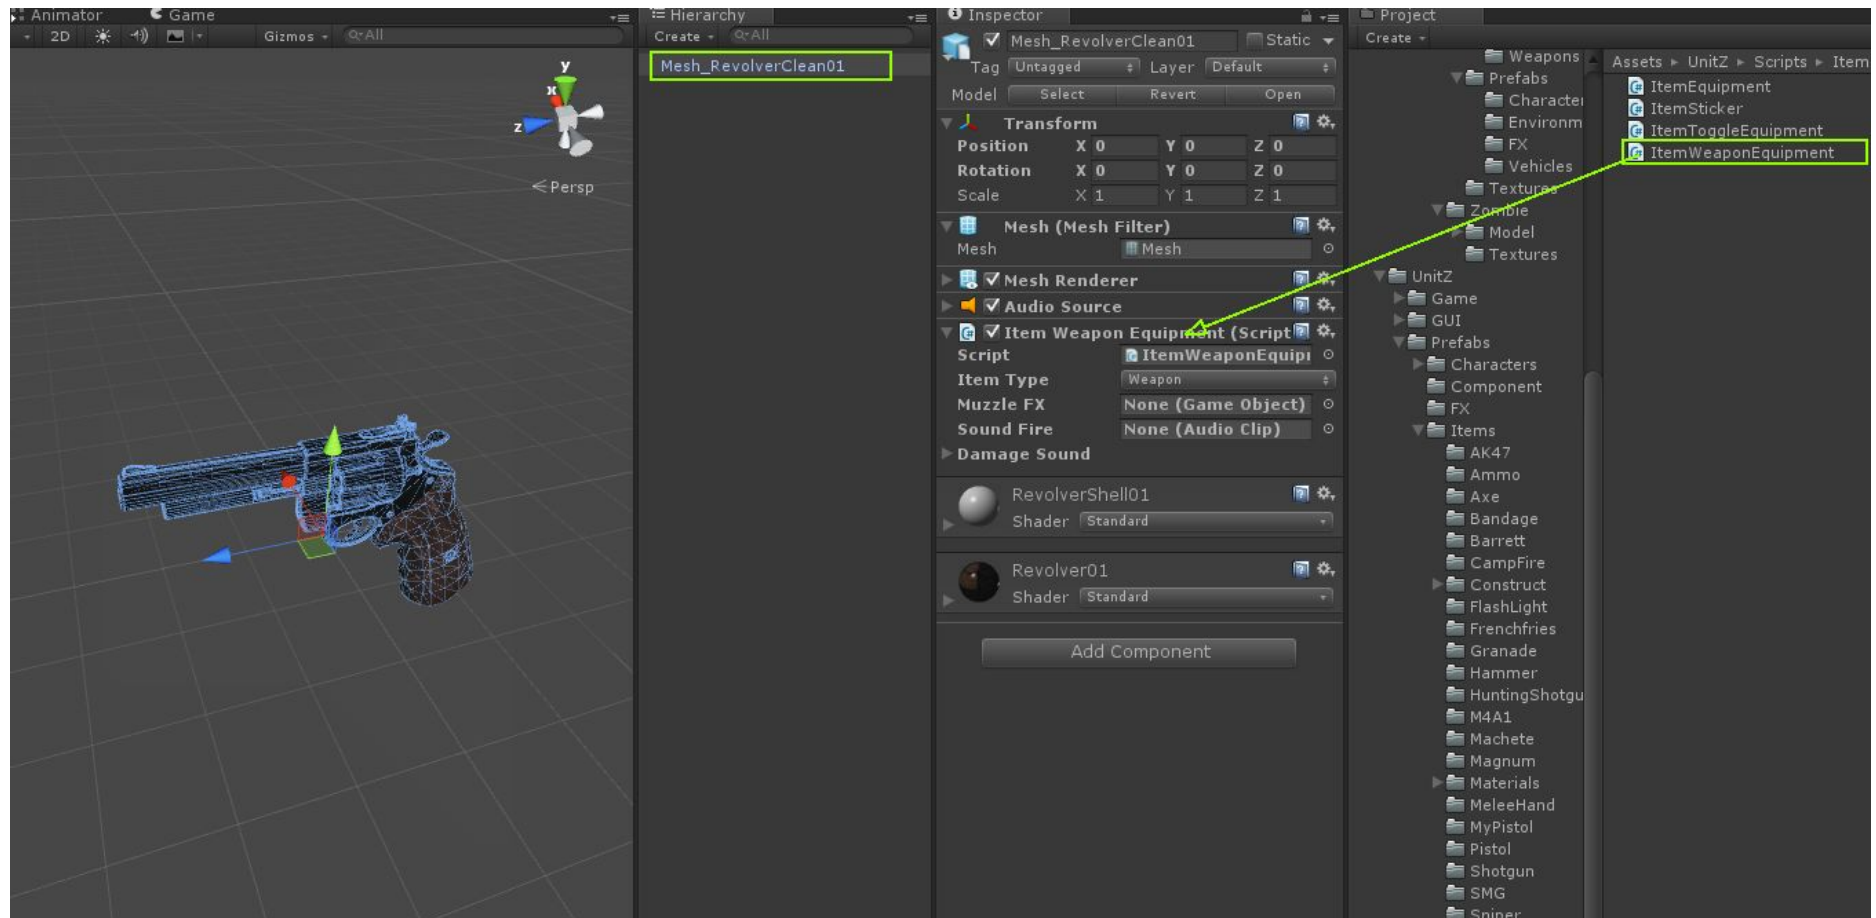 Animator
Game
2D
Gizmos
All
y
x
z
Persp
Hierarchy
Create
All
Mesh_RevolverClean01
Inspector
Mesh_RevolverClean01
Static
Tag Untagged Layer Default
Model Select Revert Open
Transform
Position X 0 Y 0 Z 0
Rotation X 0 Y 0 Z 0
Scale X 1 Y 1 Z 1
Mesh (Mesh Filter)
Mesh Mesh
Mesh Renderer
Audio Source
Item Weapon Equipment (Script
Script ItemWeaponEquip
Item Type Weapon
Muzzle FX None (Game Object)
Sound Fire None (Audio Clip)
Damage Sound
RevolverShell01
Shader Standard
Revolver01
Shader Standard
Add Component
Project
Create
Weapons
Prefabs
Character
Environm
FX
Vehicles
Textures
Zombie
Model
Textures
UnitZ
Game
GUI
Prefabs
Characters
Component
FX
Items
AK47
Ammo
Axe
Bandage
Barrett
CampFire
Construct
FlashLight
Frenchfries
Granade
Hammer
HuntingShotgu
M4A1
Machete
Magnum
Materials
MeleeHand
MyPistol
Pistol
Shotgun
SMG
Sniper
Assets ▸ UnitZ ▸ Scripts ▸ Item
ItemEquipment
ItemSticker
ItemToggleEquipment
ItemWeaponEquipment